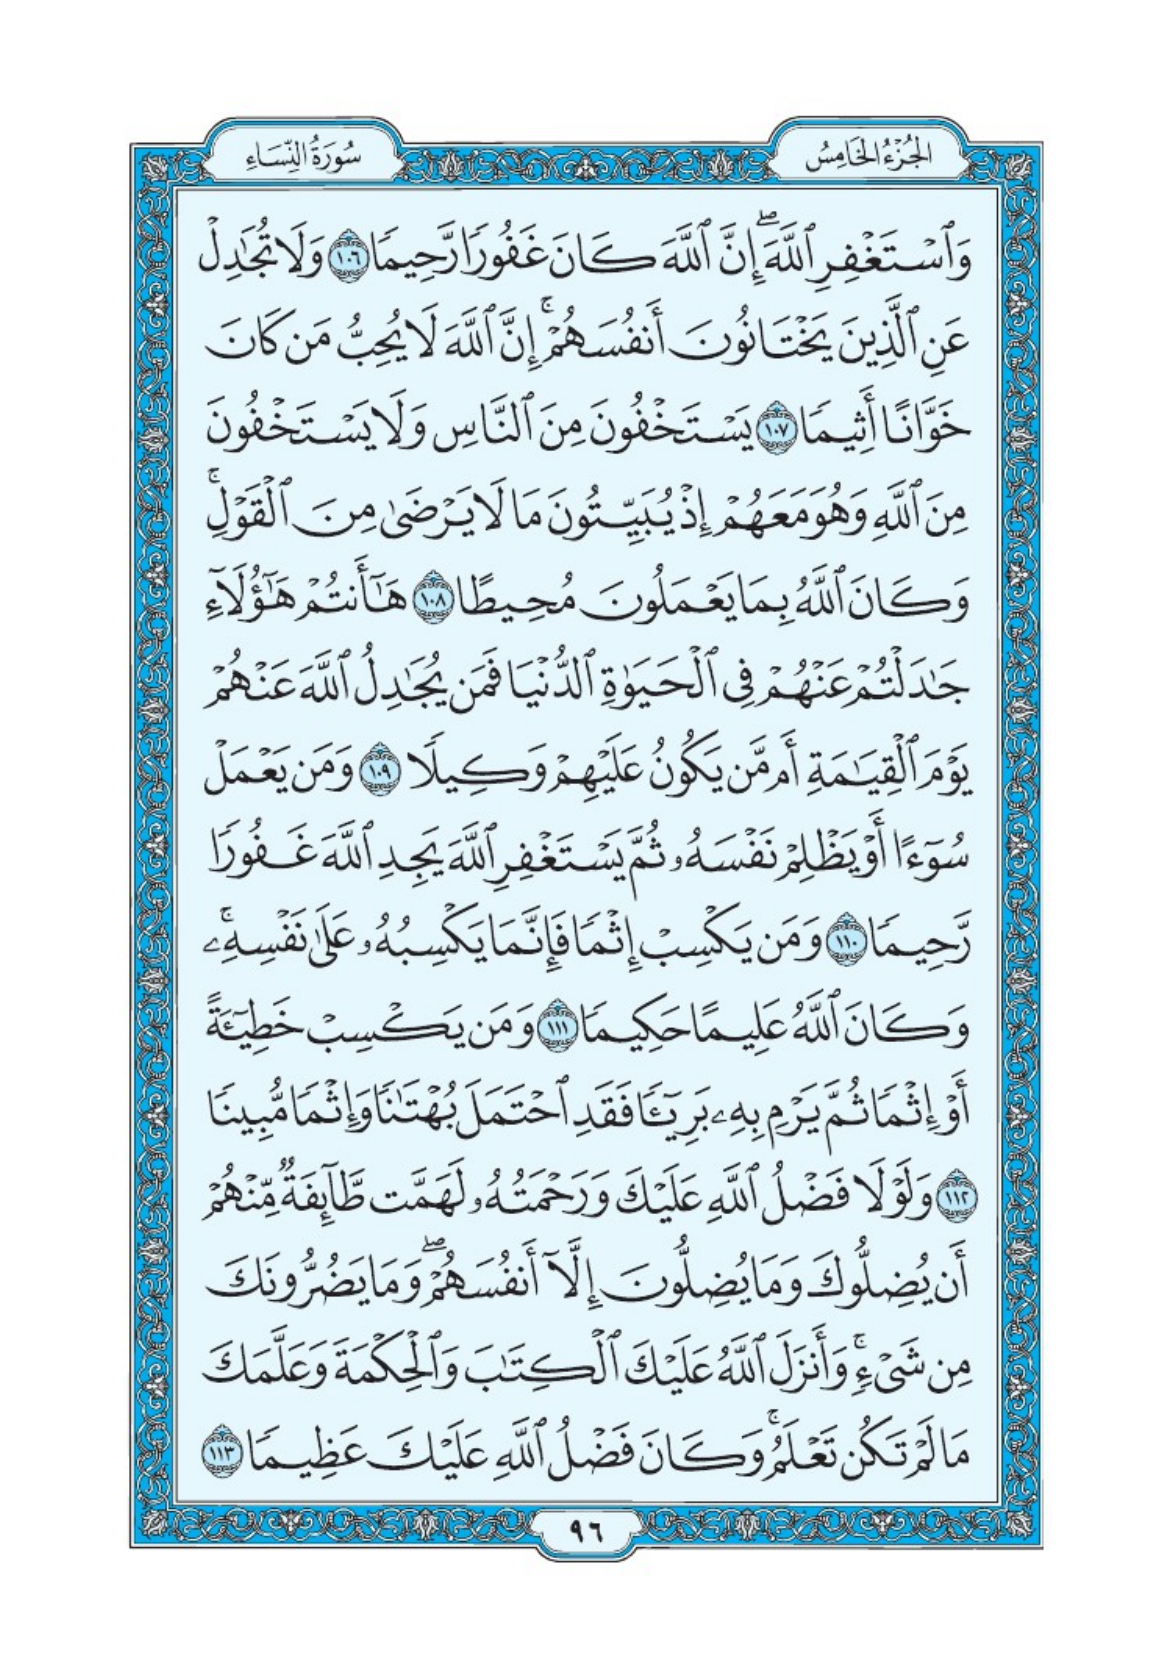 الجُزْءُ الخَامِسُ
سُورَةُ النِّسَاءِ
وَٱسۡتَغۡفِرِ ٱللَّهَۖ إِنَّ ٱللَّهَ كَانَ غَفُورٗا رَّحِيمٗا ١٠٦ وَلَا تُجَٰدِلۡ
عَنِ ٱلَّذِينَ يَخۡتَانُونَ أَنفُسَهُمۡۚ إِنَّ ٱللَّهَ لَا يُحِبُّ مَن كَانَ
خَوَّانًا أَثِيمٗا ١٠٧ يَسۡتَخۡفُونَ مِنَ ٱلنَّاسِ وَلَا يَسۡتَخۡفُونَ
مِنَ ٱللَّهِ وَهُوَ مَعَهُمۡ إِذۡ يُبَيِّتُونَ مَا لَا يَرۡضَىٰ مِنَ ٱلۡقَوۡلِۚ
وَكَانَ ٱللَّهُ بِمَا يَعۡمَلُونَ مُحِيطًا ١٠٨ هَٰٓأَنتُمۡ هَٰٓؤُلَآءِ
جَٰدَلۡتُمۡ عَنۡهُمۡ فِي ٱلۡحَيَوٰةِ ٱلدُّنۡيَا فَمَن يُجَٰدِلُ ٱللَّهَ عَنۡهُمۡ
يَوۡمَ ٱلۡقِيَٰمَةِ أَم مَّن يَكُونُ عَلَيۡهِمۡ وَكِيلٗا ١٠٩ وَمَن يَعۡمَلۡ
سُوٓءًا أَوۡ يَظۡلِمۡ نَفۡسَهُۥ ثُمَّ يَسۡتَغۡفِرِ ٱللَّهَ يَجِدِ ٱللَّهَ غَفُورٗا
رَّحِيمٗا ١١٠ وَمَن يَكۡسِبۡ إِثۡمٗا فَإِنَّمَا يَكۡسِبُهُۥ عَلَىٰ نَفۡسِهِۦۚ
وَكَانَ ٱللَّهُ عَلِيمًا حَكِيمٗا ١١١ وَمَن يَكۡسِبۡ خَطِيٓـَٔةً
أَوۡ إِثۡمٗا ثُمَّ يَرۡمِ بِهِۦ بَرِيٓـٔٗا فَقَدِ ٱحۡتَمَلَ بُهۡتَٰنٗا وَإِثۡمٗا مُّبِينٗا
١١٢ وَلَوۡلَا فَضۡلُ ٱللَّهِ عَلَيۡكَ وَرَحۡمَتُهُۥ لَهَمَّت طَّآئِفَةٞ مِّنۡهُمۡ
أَن يُضِلُّوكَ وَمَا يُضِلُّونَ إِلَّآ أَنفُسَهُمۡۖ وَمَا يَضُرُّونَكَ
مِن شَيۡءٖۚ وَأَنزَلَ ٱللَّهُ عَلَيۡكَ ٱلۡكِتَٰبَ وَٱلۡحِكۡمَةَ وَعَلَّمَكَ
مَا لَمۡ تَكُن تَعۡلَمُۚ وَكَانَ فَضۡلُ ٱللَّهِ عَلَيۡكَ عَظِيمٗا ١١٣
٩٦